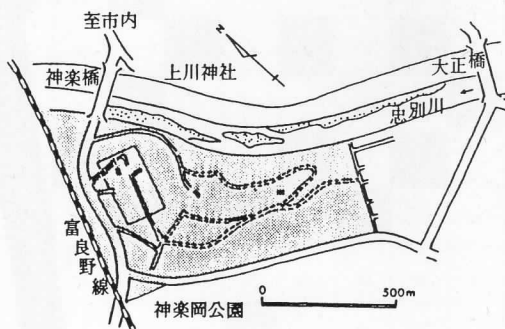 至市内
神楽橋
上川神社
大正橋
忠別川
富良野線
神楽岡公園
0 500m